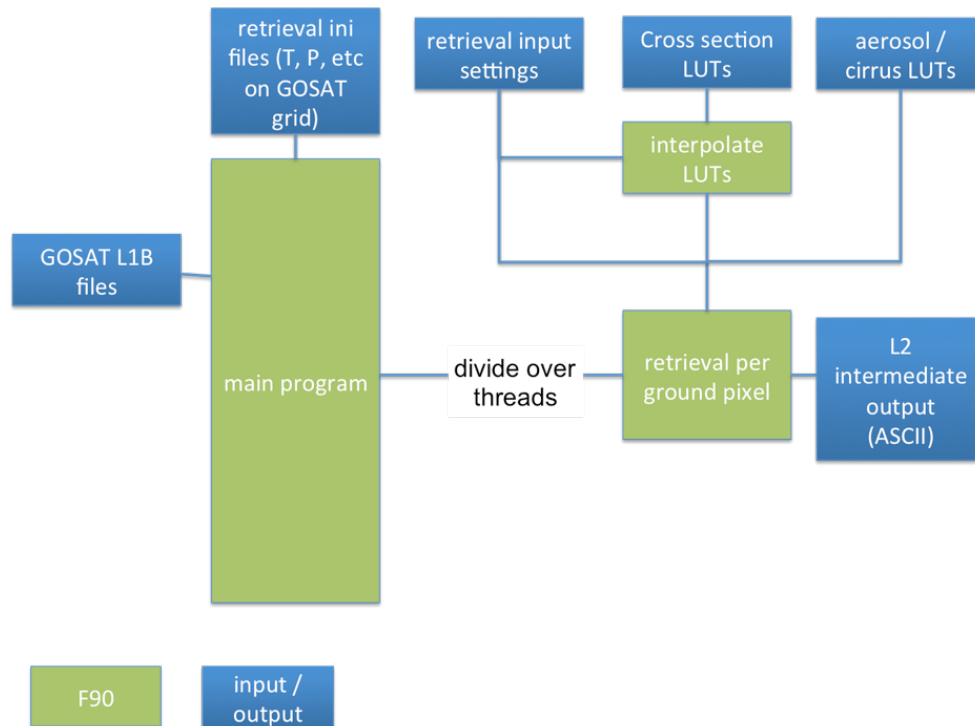 retrieval ini
files (T, P, etc
on GOSAT
grid)
retrieval input
settings
Cross section
LUTs
aerosol /
cirrus LUTs
interpolate
LUTs
GOSAT L1B
files
main program
divide over
threads
retrieval per
ground pixel
L2
intermediate
output
(ASCII)
F90
input /
output